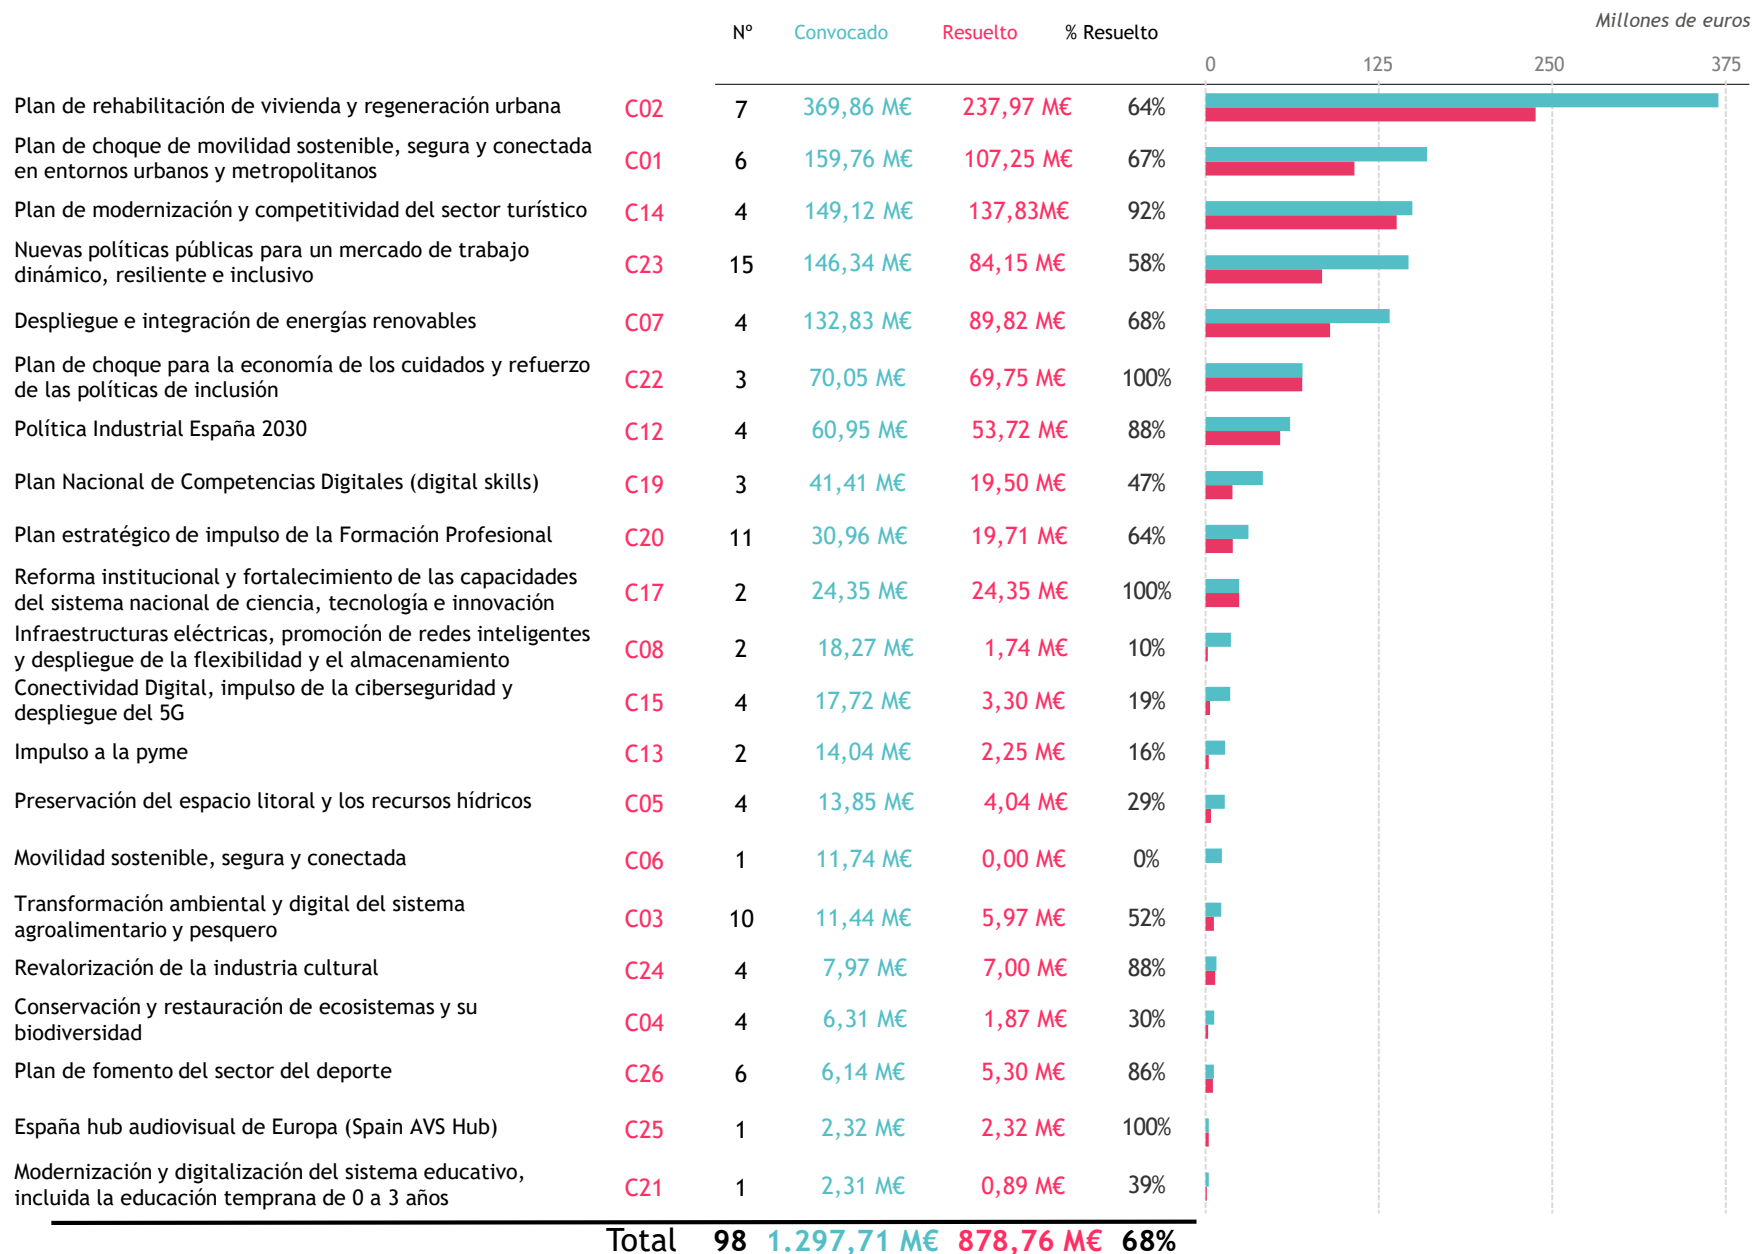 Millones de euros
Nº Convocado Resuelto % Resuelto
0 125 250 375
Plan de rehabilitación de vivienda y regeneración urbana C02 7 369,86 M€ 237,97 M€ 64%
Plan de choque de movilidad sostenible, segura y conectada
en entornos urbanos y metropolitanos C01 6 159,76 M€ 107,25 M€ 67%
Plan de modernización y competitividad del sector turístico C14 4 149,12 M€ 137,83M€ 92%
Nuevas políticas públicas para un mercado de trabajo
dinámico, resiliente e inclusivo C23 15 146,34 M€ 84,15 M€ 58%
Despliegue e integración de energías renovables C07 4 132,83 M€ 89,82 M€ 68%
Plan de choque para la economía de los cuidados y refuerzo
de las políticas de inclusión C22 3 70,05 M€ 69,75 M€ 100%
Política Industrial España 2030 C12 4 60,95 M€ 53,72 M€ 88%
Plan Nacional de Competencias Digitales (digital skills) C19 3 41,41 M€ 19,50 M€ 47%
Plan estratégico de impulso de la Formación Profesional C20 11 30,96 M€ 19,71 M€ 64%
Reforma institucional y fortalecimiento de las capacidades
del sistema nacional de ciencia, tecnología e innovación C17 2 24,35 M€ 24,35 M€ 100%
Infraestructuras eléctricas, promoción de redes inteligentes
y despliegue de la flexibilidad y el almacenamiento C08 2 18,27 M€ 1,74 M€ 10%
Conectividad Digital, impulso de la ciberseguridad y
despliegue del 5G C15 4 17,72 M€ 3,30 M€ 19%
Impulso a la pyme C13 2 14,04 M€ 2,25 M€ 16%
Preservación del espacio litoral y los recursos hídricos C05 4 13,85 M€ 4,04 M€ 29%
Movilidad sostenible, segura y conectada C06 1 11,74 M€ 0,00 M€ 0%
Transformación ambiental y digital del sistema
agroalimentario y pesquero C03 10 11,44 M€ 5,97 M€ 52%
Revalorización de la industria cultural C24 4 7,97 M€ 7,00 M€ 88%
Conservación y restauración de ecosistemas y su
biodiversidad C04 4 6,31 M€ 1,87 M€ 30%
Plan de fomento del sector del deporte C26 6 6,14 M€ 5,30 M€ 86%
España hub audiovisual de Europa (Spain AVS Hub) C25 1 2,32 M€ 2,32 M€ 100%
Modernización y digitalización del sistema educativo,
incluida la educación temprana de 0 a 3 años C21 1 2,31 M€ 0,89 M€ 39%
Total 98 1.297,71 M€ 878,76 M€ 68%